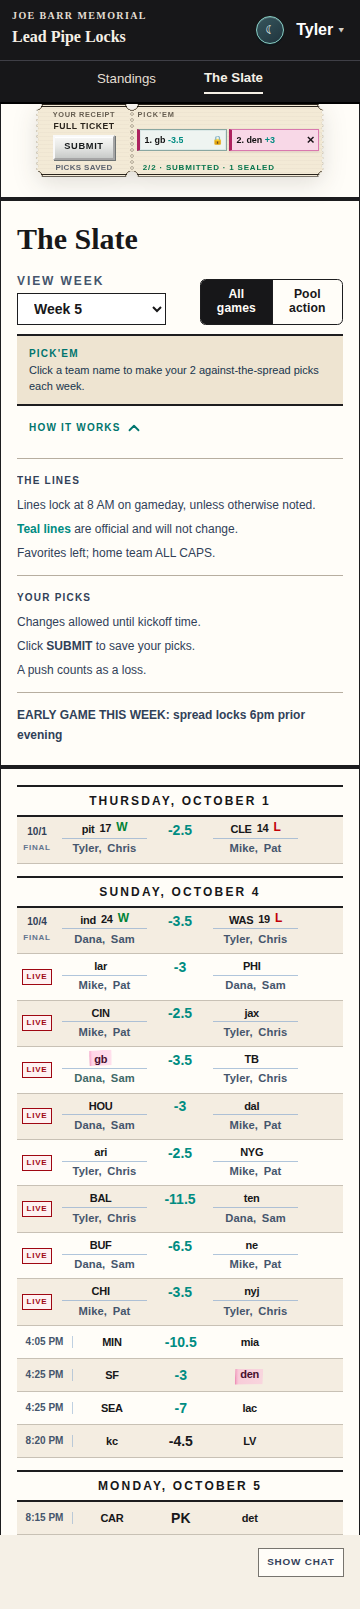 JOE BARR MEMORIAL
Lead Pipe Locks
Tyler
Standings
The Slate
YOUR RECEIPT
PICK'EM
FULL TICKET
SUBMIT
1. gb -3.5
2. den +3 ×
PICKS SAVED
2/2 · SUBMITTED · 1 SEALED
The Slate
VIEW WEEK
Week 5
All games
Pool action
PICK'EM
Click a team name to make your 2 against-the-spread picks
each week.
HOW IT WORKS
THE LINES
Lines lock at 8 AM on gameday, unless otherwise noted.
Teal lines are official and will not change.
Favorites left; home team ALL CAPS.
YOUR PICKS
Changes allowed until kickoff time.
Click SUBMIT to save your picks.
A push counts as a loss.
EARLY GAME THIS WEEK: spread locks 6pm prior
evening
THURSDAY, OCTOBER 1
10/1 pit 17 W -2.5 CLE 14 L
FINAL Tyler, Chris Mike, Pat
SUNDAY, OCTOBER 4
10/4 ind 24 W -3.5 WAS 19 L
FINAL Dana, Sam Tyler, Chris
lar -3 PHI
LIVE Mike, Pat Dana, Sam
CIN -2.5 jax
LIVE Mike, Pat Tyler, Chris
gb -3.5 TB
LIVE Dana, Sam Tyler, Chris
HOU -3 dal
LIVE Dana, Sam Mike, Pat
ari -2.5 NYG
LIVE Tyler, Chris Mike, Pat
BAL -11.5 ten
LIVE Tyler, Chris Dana, Sam
BUF -6.5 ne
LIVE Dana, Sam Mike, Pat
CHI -3.5 nyj
LIVE Mike, Pat Tyler, Chris
4:05 PM MIN -10.5 mia
4:25 PM SF -3 den
4:25 PM SEA -7 lac
8:20 PM kc -4.5 LV
MONDAY, OCTOBER 5
8:15 PM CAR PK det
SHOW CHAT